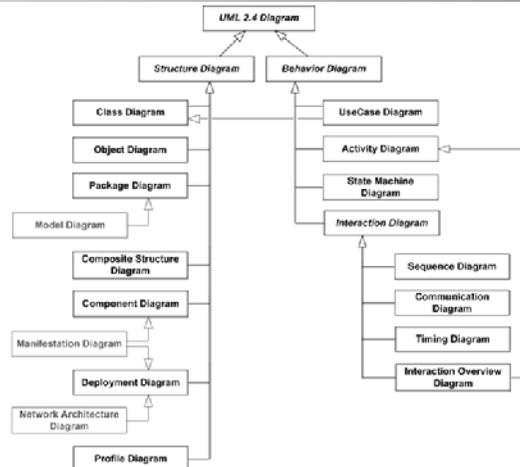 UML 2.4 Diagram
Structure Diagram
Behavior Diagram
Class Diagram
UseCase Diagram
Object Diagram
Activity Diagram
Package Diagram
State Machine
Diagram
Model Diagram
Interaction Diagram
Composite Structure
Diagram
Sequence Diagram
Component Diagram
Communication
Diagram
Manifestation Diagram
Timing Diagram
Deployment Diagram
Interaction Overview
Diagram
Network Architecture
Diagram
Profile Diagram